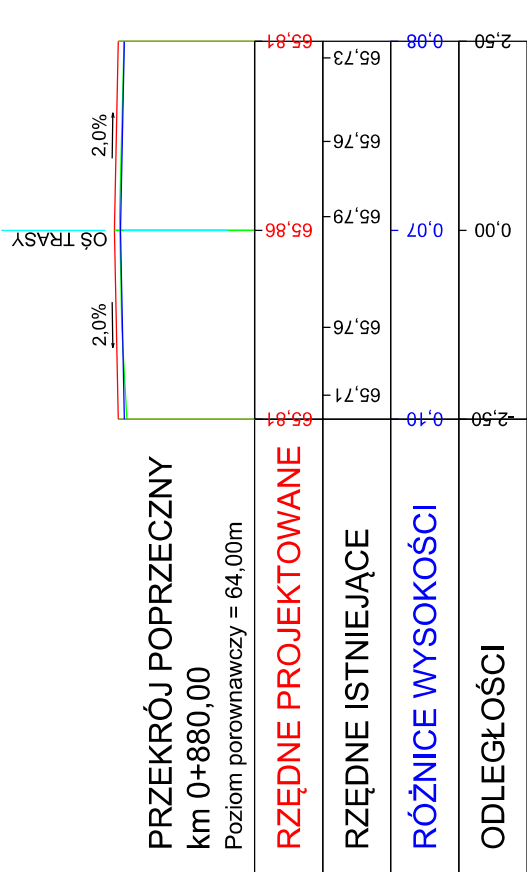 OŚ TRASY
2,0%
2,0%
PRZEKRÓJ POPRZECZNY
km 0+880,00
Poziom porownawczy = 64,00m
RZĘDNE PROJEKTOWANE
65,81
65,86
65,81
RZĘDNE ISTNIEJĄCE
65,71
65,76
65,79
65,76
65,73
RÓŻNICE WYSOKOŚCI
0,10
0,07
0,08
ODLEGŁOŚCI
-2,50
0,00
2,50